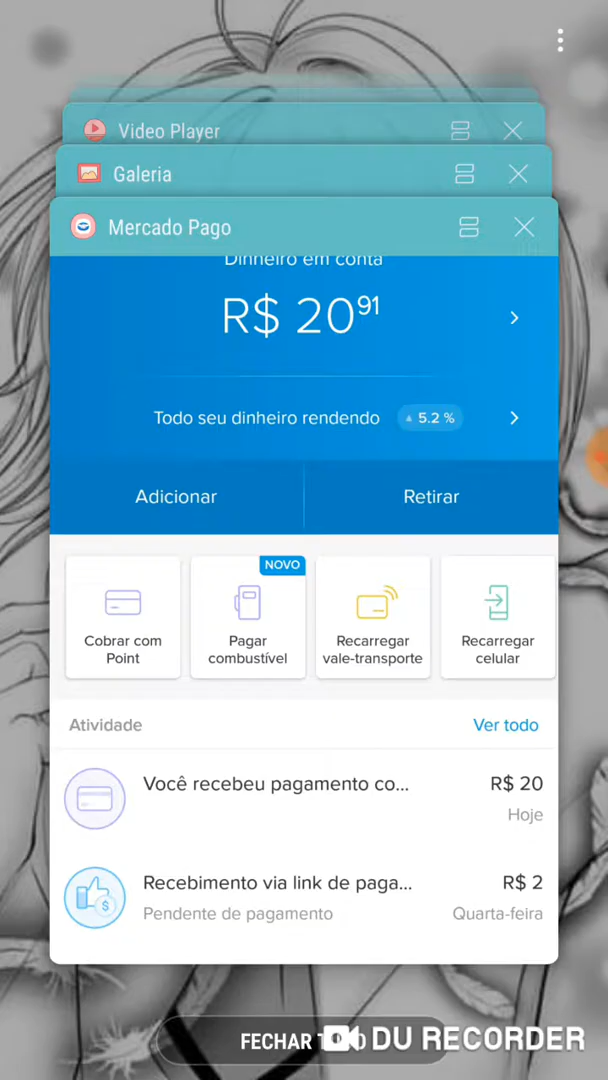 Video Player
Galeria
Mercado Pago
Dinheiro em conta
R$ 20⁹¹
Todo seu dinheiro rendendo 5.2 %
Adicionar Retirar
NOVO
Cobrar com Point
Pagar combustível
Recarregar vale-transporte
Recarregar celular
Atividade Ver todo
Você recebeu pagamento co... R$ 20
Hoje
Recebimento via link de paga... R$ 2
Pendente de pagamento Quarta-feira
FECHAR
DU RECORDER